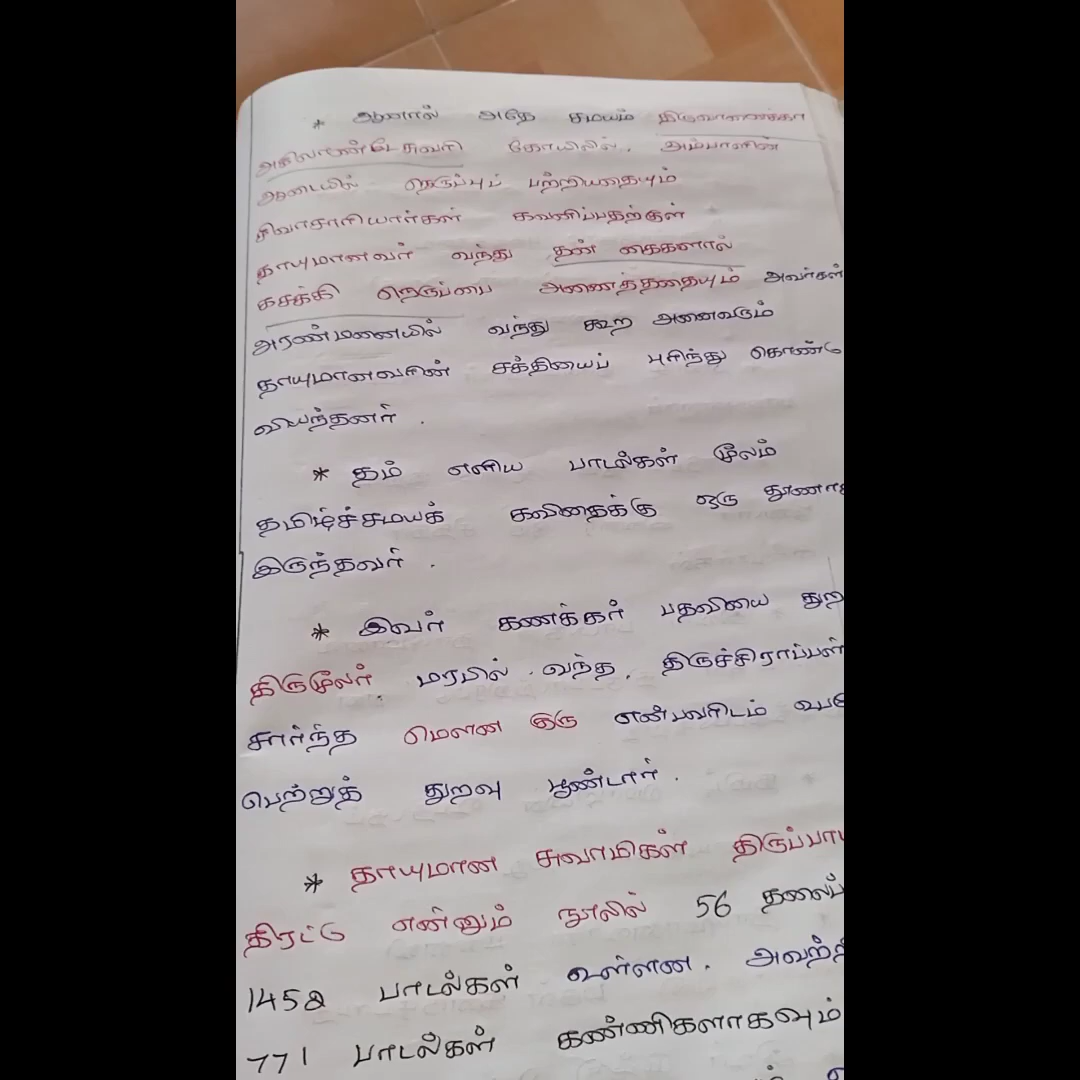 * ஆனால் அதே சமயம் திருவானைக்கா
அகிலாண்டேசுவரி கோயிலில், அம்பாளின்
ஆடையில் நெருப்புப் பற்றியதையும்
சிவாசாரியார்கள் கவனிப்பதற்குள்
தாயுமானவர் வந்து தன் கைகளால்
கசக்கி நெருப்பை அணைத்ததையும் அவர்கள்
அரண்மனையில் வந்து கூற அனைவரும்
தாயுமானவரின் சக்தியைப் புரிந்து கொண்டு
வியந்தனர்.
* தம் எளிய பாடல்கள் மூலம்
தமிழ்ச்சமயக் கவிதைக்கு ஒரு தூணாக
இருந்தவர்.
* இவர் கணக்கர் பதவியை துற
திருமூலர் மரபில் வந்த, திருச்சிராப்பள்
சார்ந்த மௌன குரு என்பவரிடம்
பெற்றுத் துறவு பூண்டார்.
* தாயுமான சுவாமிகள் திருப்பா
திரட்டு என்னும் நூலில் 56 தலைப்
1452 பாடல்கள் உள்ளன. அவற்றி
771 பாடல்கள் கண்ணிகளாகவும்